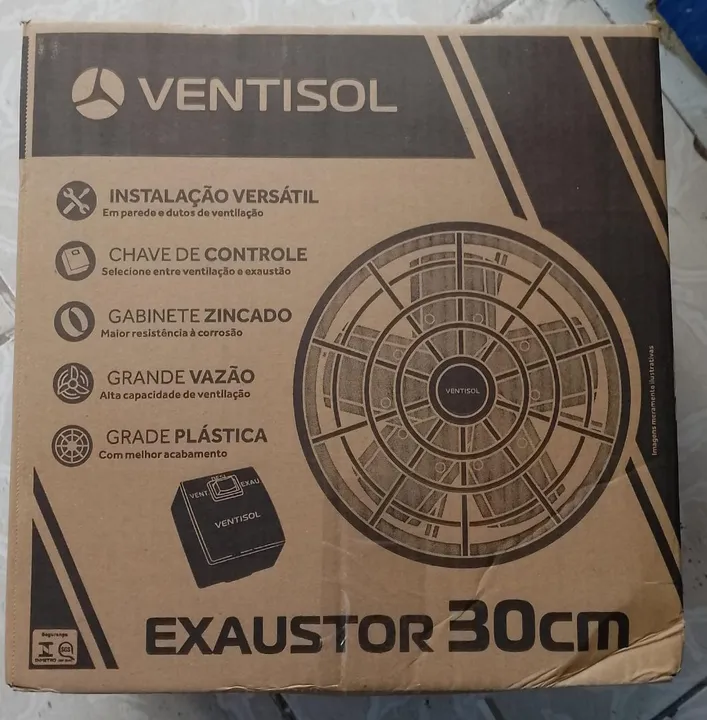 VENTISOL
INSTALAÇÃO VERSÁTIL
Em parede e dutos de ventilação
CHAVE DE CONTROLE
Selecione entre ventilação e exaustão
GABINETE ZINCADO
Maior resistência à corrosão
GRANDE VAZÃO
Alta capacidade de ventilação
GRADE PLÁSTICA
Com melhor acabamento
VENTISOL
Imagens meramente ilustrativas
VENT. EXAU
VENTISOL
EXAUSTOR 30cm
Segurança
INMETRO